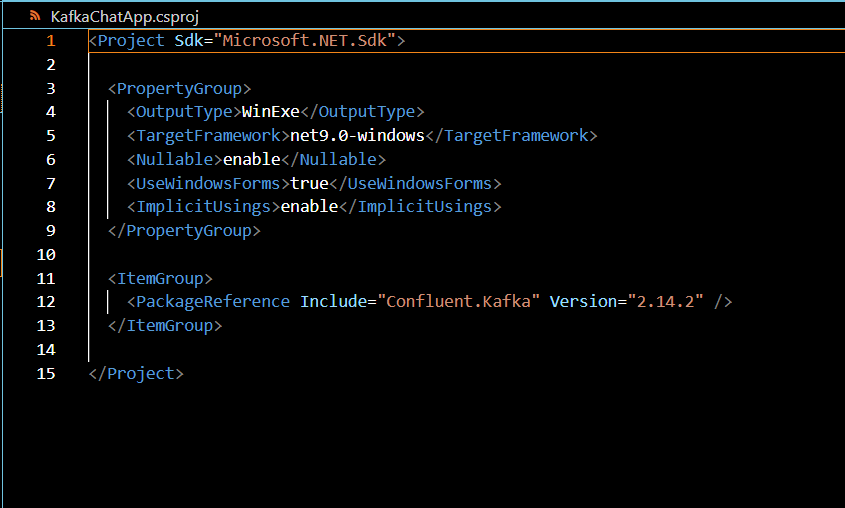 KafkaChatApp.csproj
1 <Project Sdk="Microsoft.NET.Sdk">
2
3   <PropertyGroup>
4     <OutputType>WinExe</OutputType>
5     <TargetFramework>net9.0-windows</TargetFramework>
6     <Nullable>enable</Nullable>
7     <UseWindowsForms>true</UseWindowsForms>
8     <ImplicitUsings>enable</ImplicitUsings>
9   </PropertyGroup>
10
11   <ItemGroup>
12     <PackageReference Include="Confluent.Kafka" Version="2.14.2" />
13   </ItemGroup>
14
15 </Project>